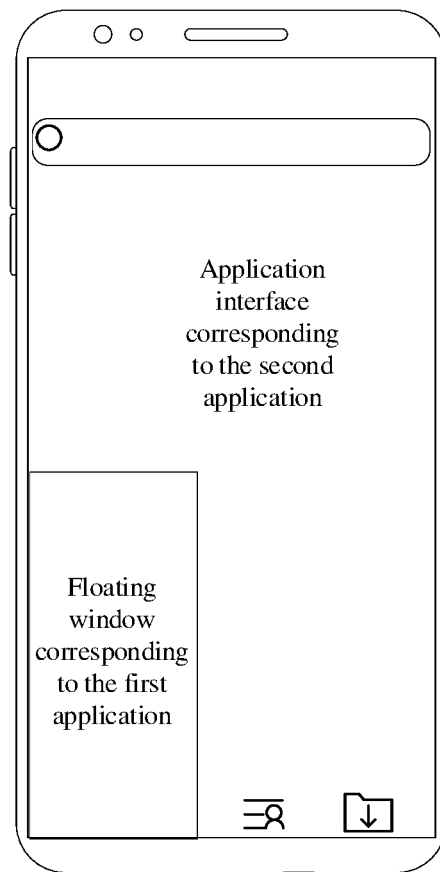 Application
interface
corresponding
to the second
application
Floating
window
corresponding
to the first
application